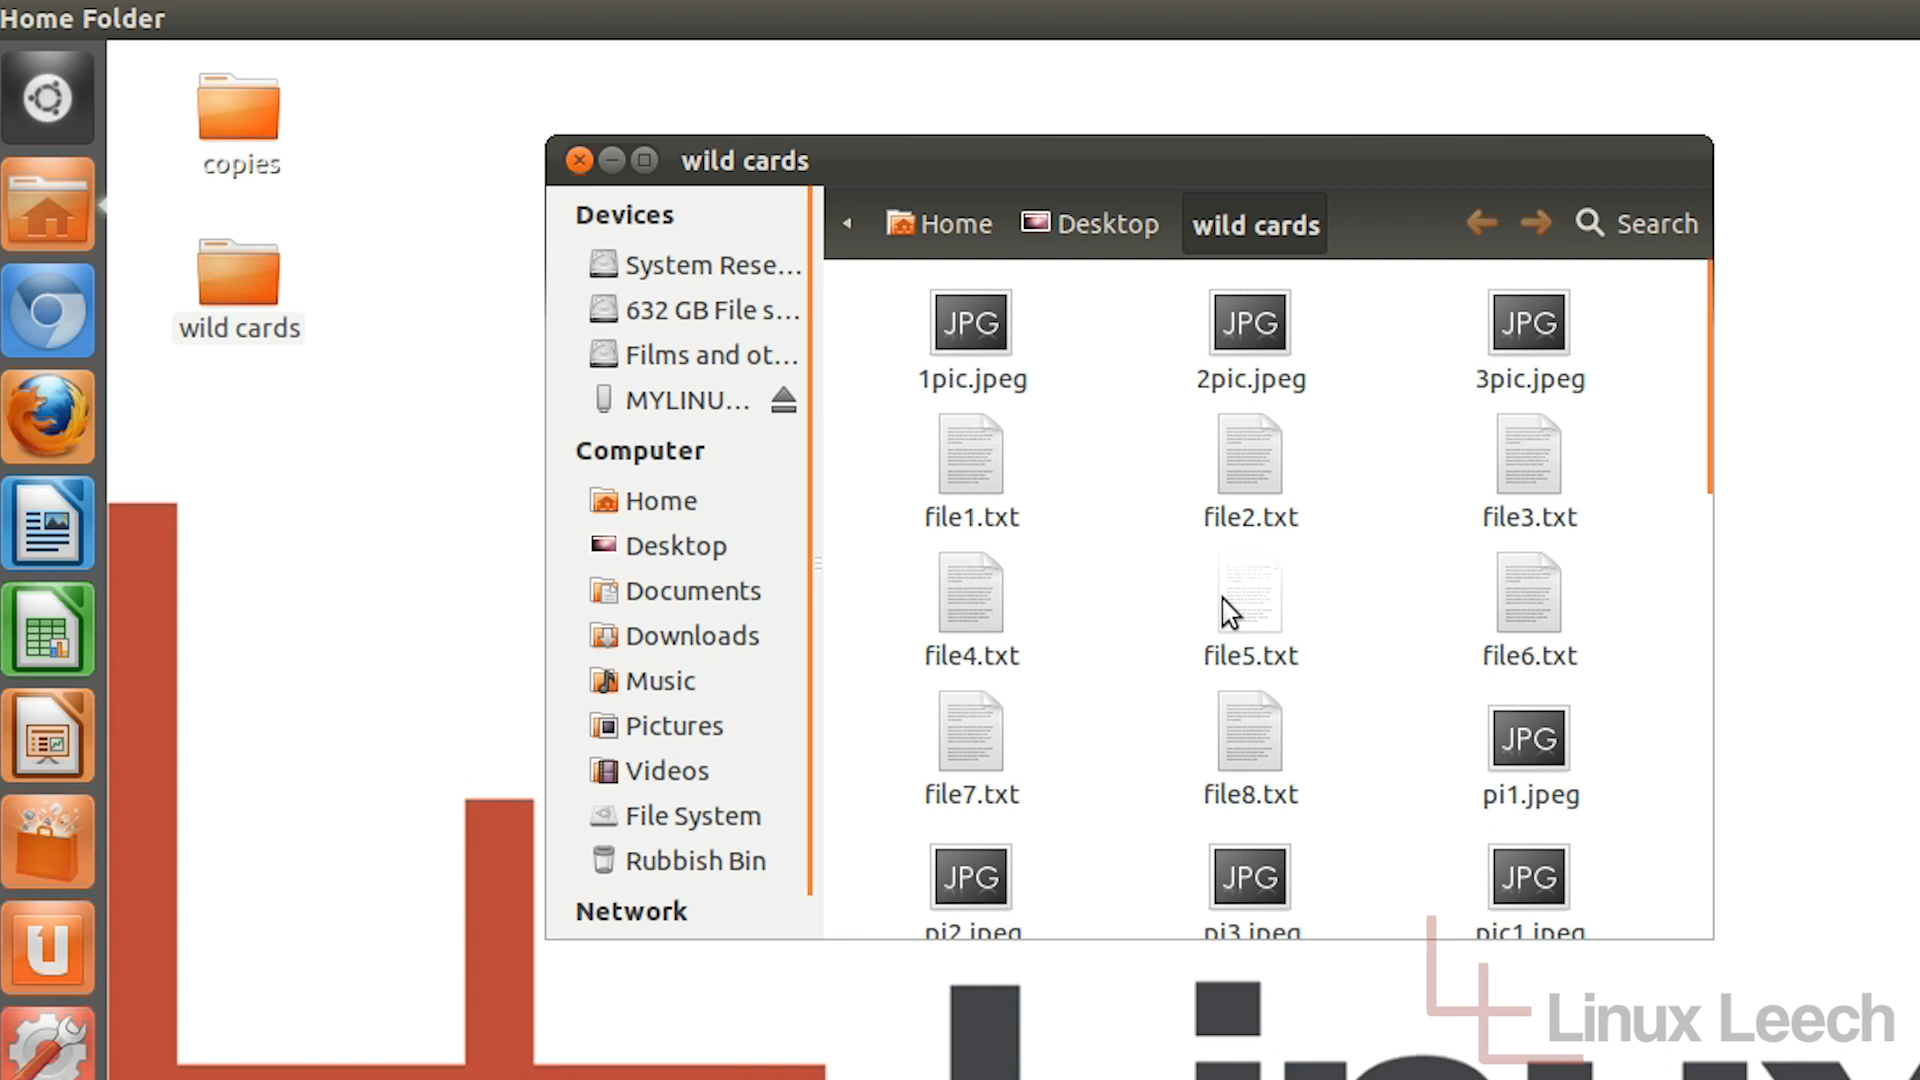 Home Folder
copies
wild cards
wild cards
Devices
System Rese...
632 GB File s...
Films and ot...
MYLINU...
Computer
Home
Desktop
Documents
Downloads
Music
Pictures
Videos
File System
Rubbish Bin
Network
Home Desktop wild cards Search
JPG JPG JPG
1pic.jpeg 2pic.jpeg 3pic.jpeg
file1.txt file2.txt file3.txt
file4.txt file5.txt file6.txt
JPG
file7.txt file8.txt pi1.jpeg
JPG JPG JPG
pi2.jpeg pi3.jpeg pic1.jpeg
Linux Leech
Linux